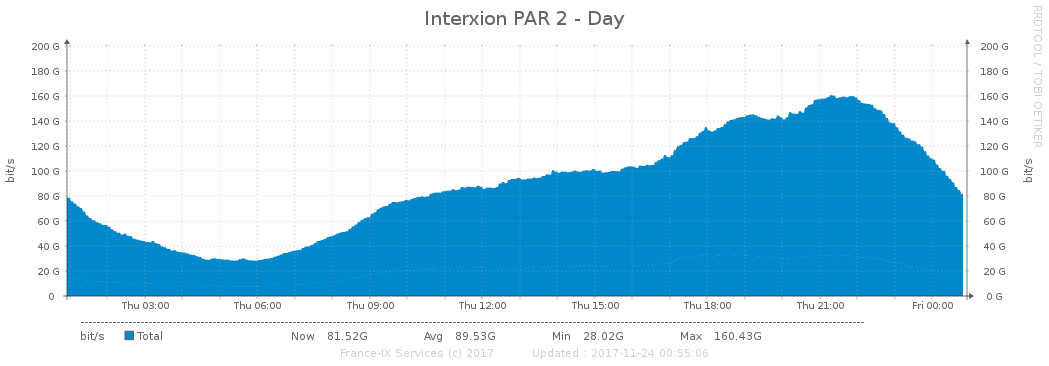 Interxion PAR 2 - Day
RRDTOOL / TOBI OETIKER
bit/s
200 G 200 G
180 G 180 G
160 G 160 G
140 G 140 G
120 G 120 G
100 G 100 G
80 G 80 G
60 G 60 G
40 G 40 G
20 G 20 G
0 0 G
bit/s
Thu 03:00 Thu 06:00 Thu 09:00 Thu 12:00 Thu 15:00 Thu 18:00 Thu 21:00 Fri 00:00
bit/s Total Now 81.52G Avg 89.53G Min 28.02G Max 160.43G
France-IX Services (c) 2017 Updated : 2017-11-24 00:55:06